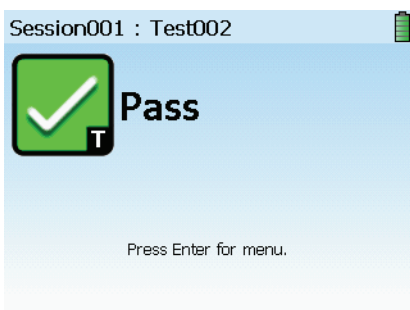 Session001 : Test002
Pass
T
Press Enter for menu.